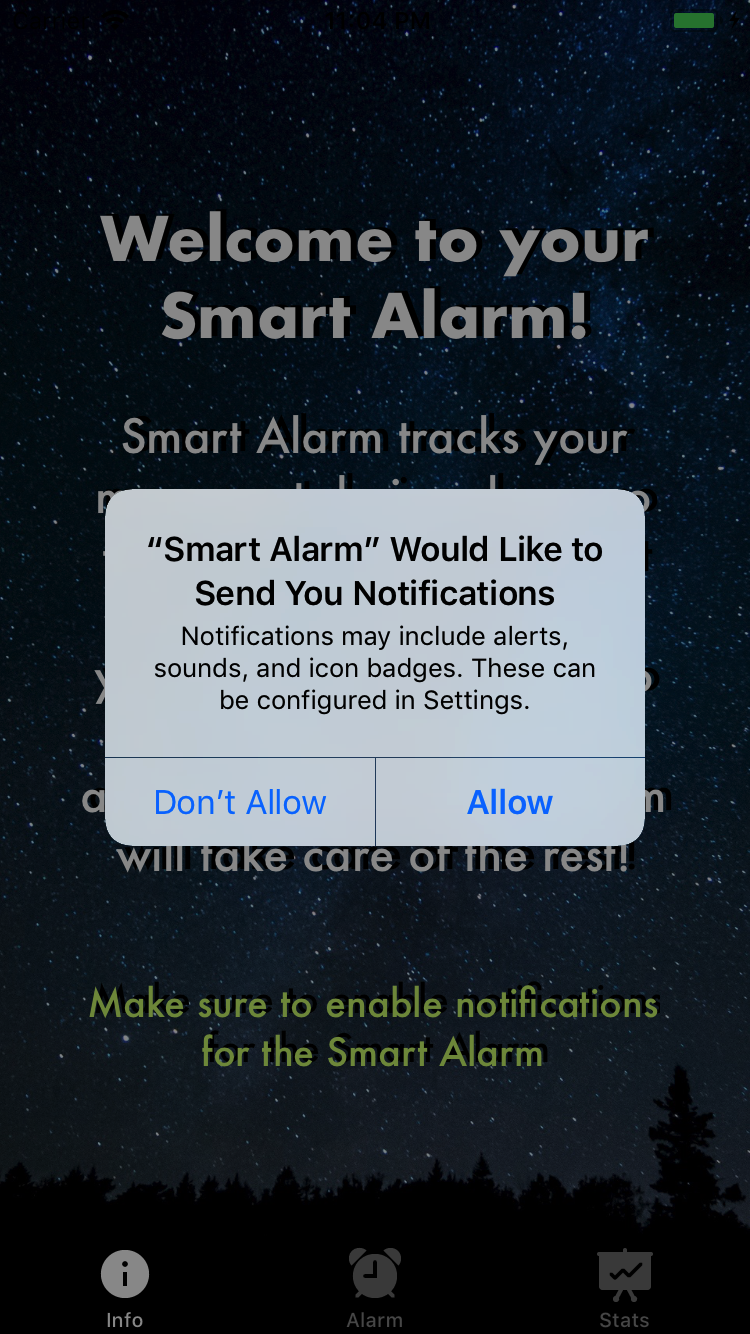 Welcome to your
Smart Alarm!
Smart Alarm tracks your
“Smart Alarm” Would Like to
Send You Notifications
Notifications may include alerts,
sounds, and icon badges. These can
be configured in Settings.
Don’t Allow
Allow
will take care of the rest!
Make sure to enable notifications
for the Smart Alarm
Info
Alarm
Stats